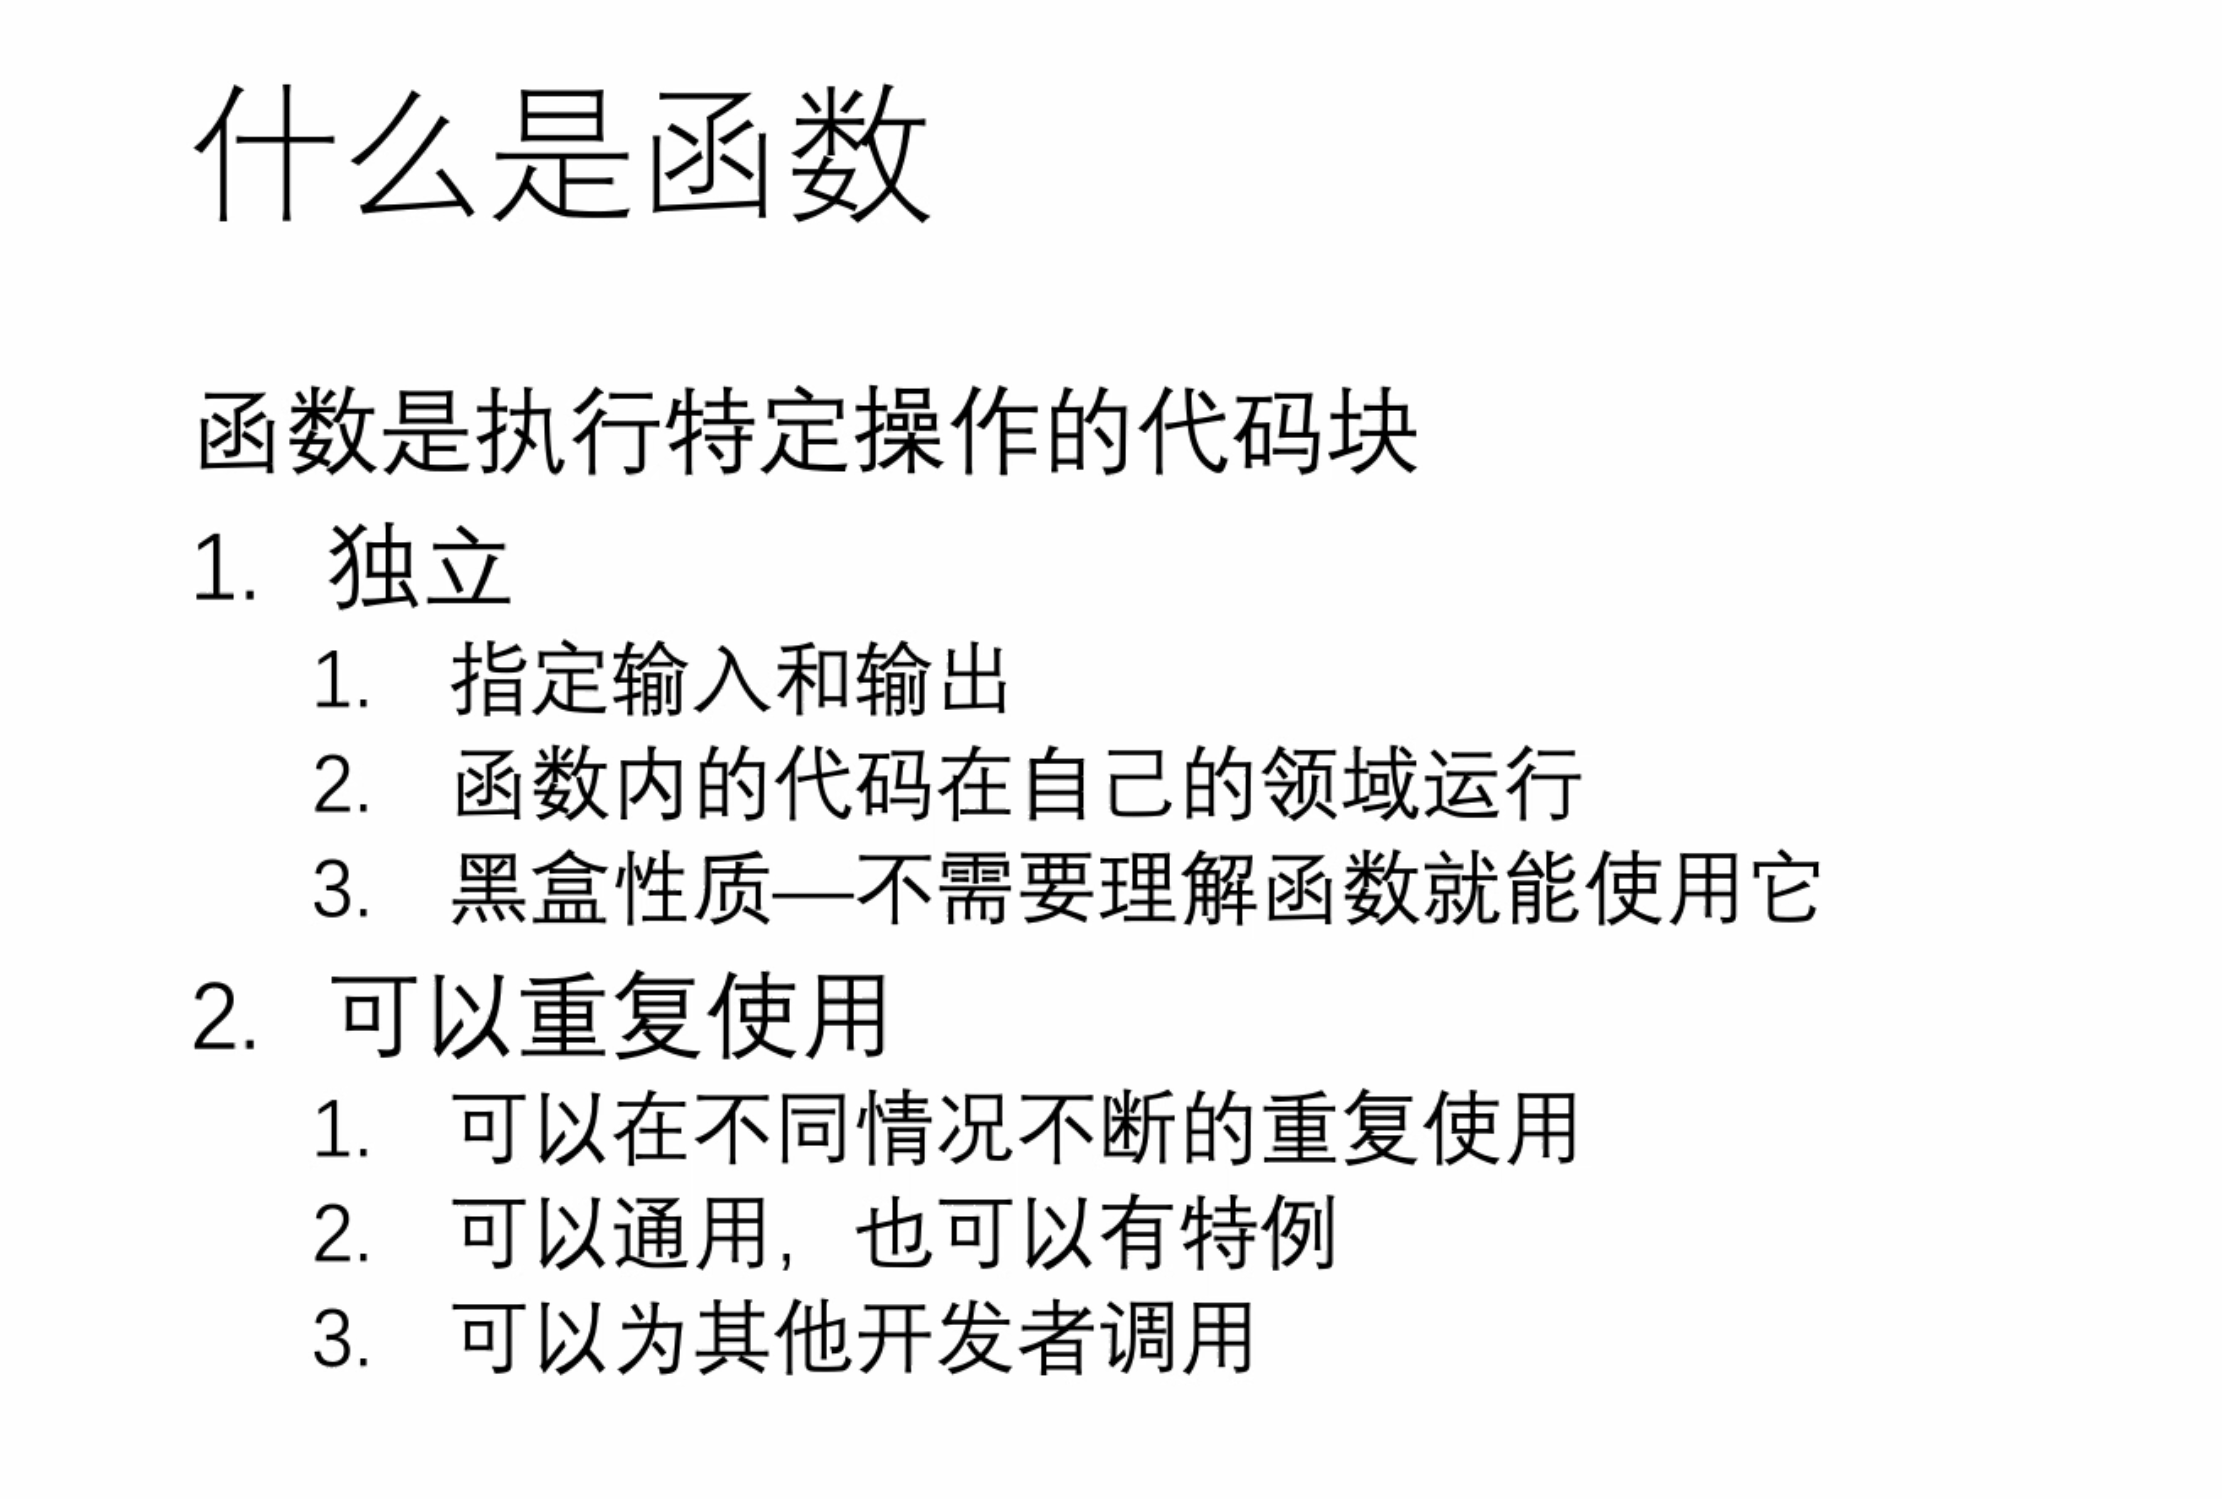 什么是函数
函数是执行特定操作的代码块
1. 独立
1. 指定输入和输出
2. 函数内的代码在自己的领域运行
3. 黑盒性质—不需要理解函数就能使用它
2. 可以重复使用
1. 可以在不同情况不断的重复使用
2. 可以通用，也可以有特例
3. 可以为其他开发者调用